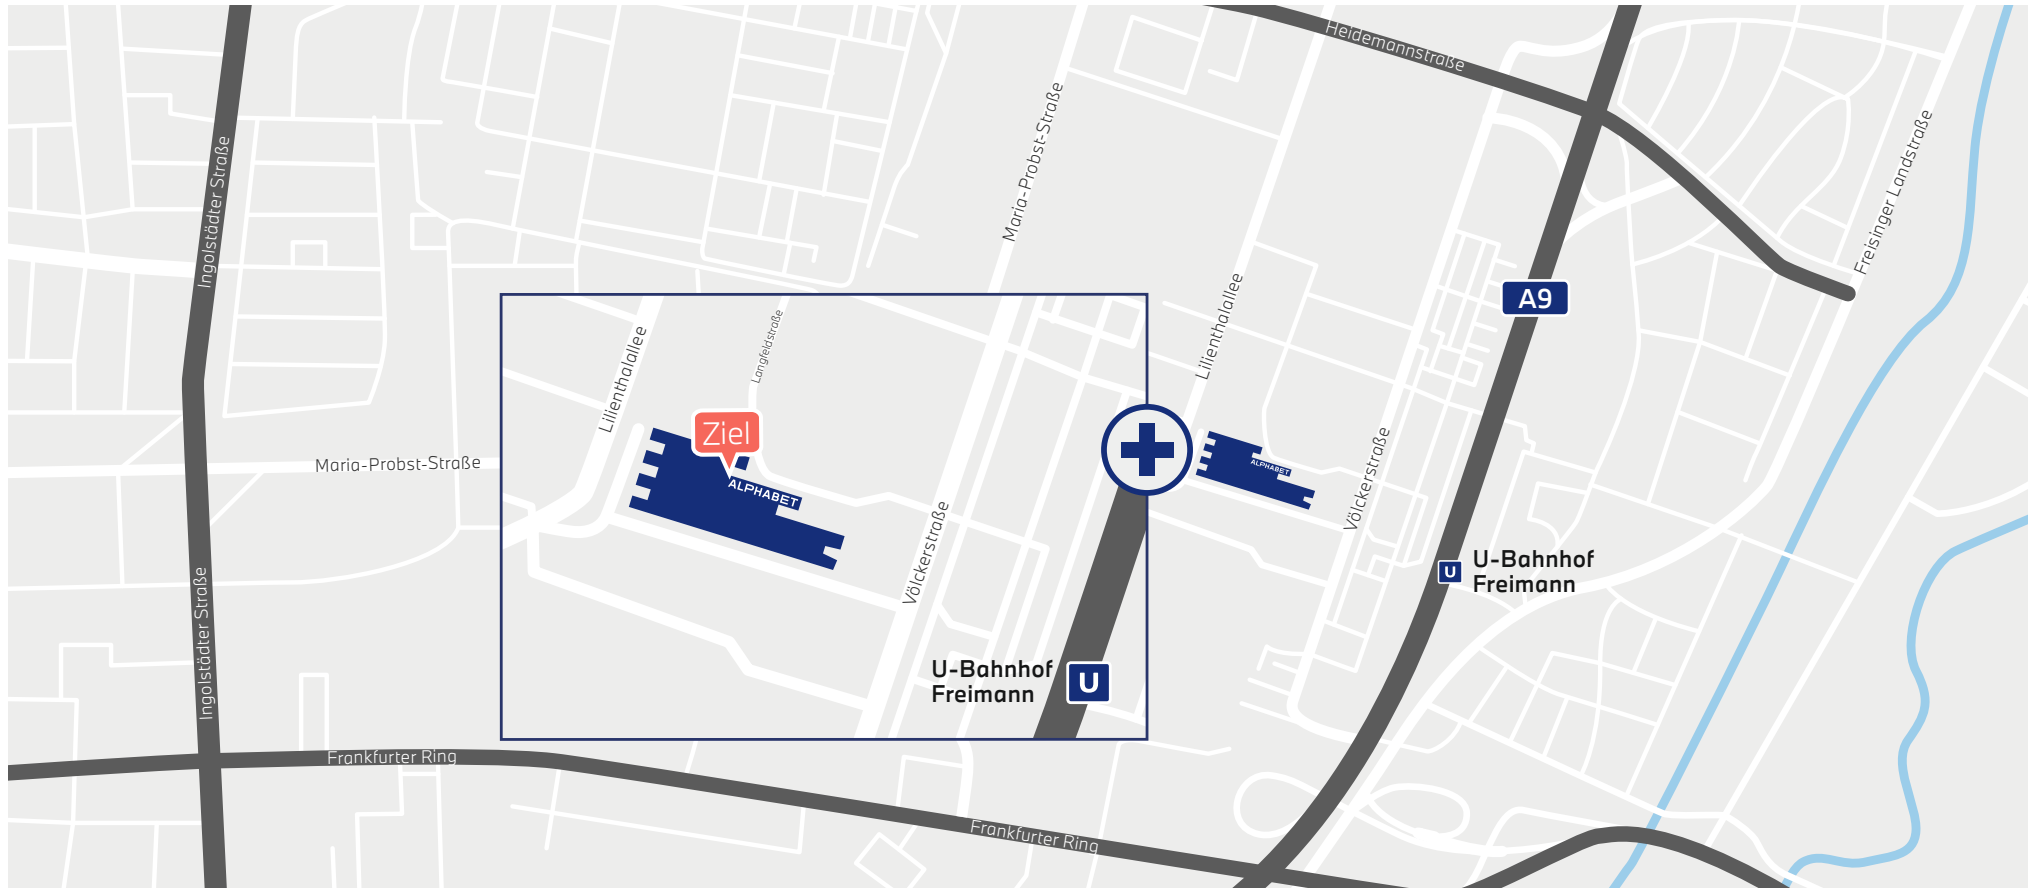 Heidemannstraße
Ingolstädter Straße
Maria-Probst-Straße
Freisinger Landstraße
Lilienthalallee
A9
Lilienthalallee
Langfeldstraße
Ziel
ALPHABET
ALPHABET
Maria-Probst-Straße
Völckerstraße
Völckerstraße
U-Bahnhof
Freimann
U
Ingolstädter Straße
U-Bahnhof
Freimann
U
Frankfurter Ring
Frankfurter Ring